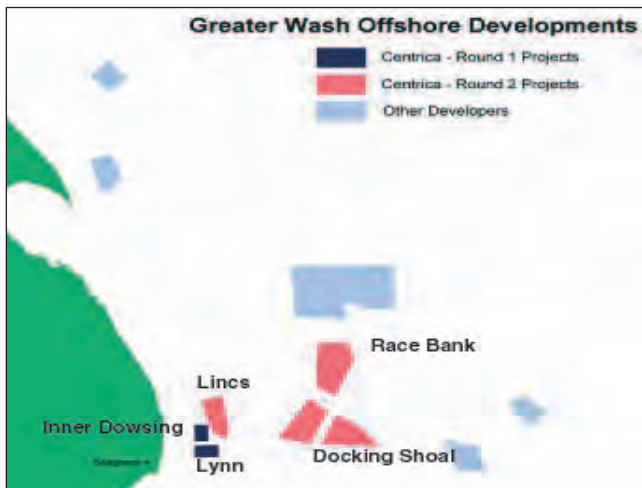 Greater Wash Offshore Developments
Centrica - Round 1 Projects
Centrica - Round 2 Projects
Other Developers
Race Bank
Lincs
Inner Dowsing
Docking Shoal
Lynn